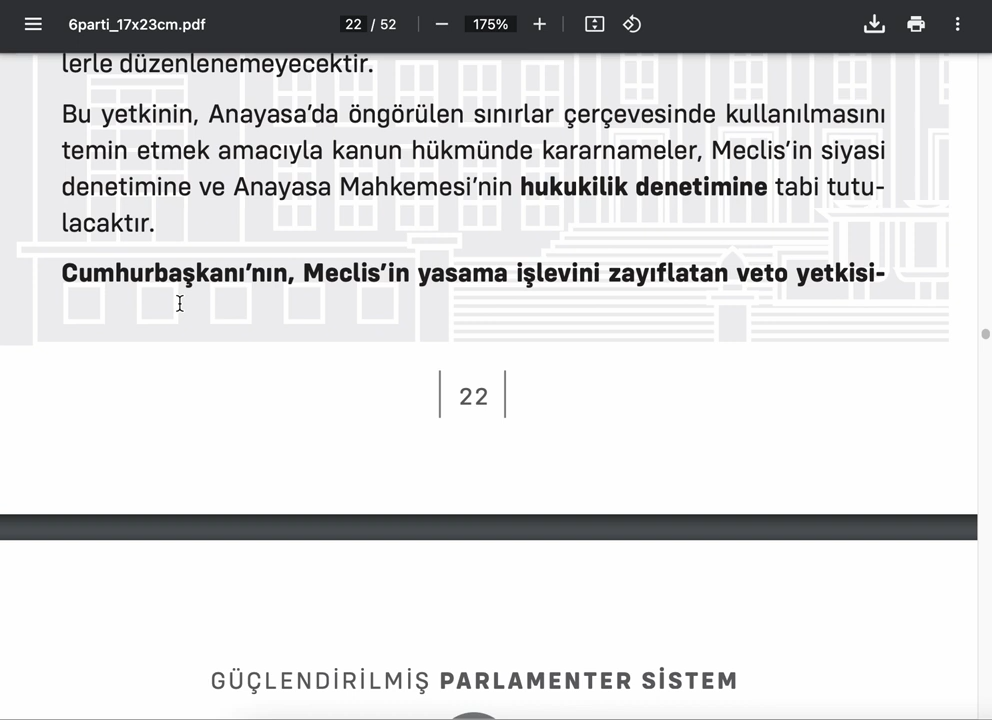 6parti_17x23cm.pdf 22 / 52 − 175% +
lerle düzenlenemeyecektir.
Bu yetkinin, Anayasa’da öngörülen sınırlar çerçevesinde kullanılmasını
temin etmek amacıyla kanun hükmünde kararnameler, Meclis’in siyasi
denetimine ve Anayasa Mahkemesi’nin hukukilik denetimine tabi tutu-
lacaktır.
Cumhurbaşkanı’nın, Meclis’in yasama işlevini zayıflatan veto yetkisi-
22
GÜÇLENDİRİLMİŞ PARLAMENTER SİSTEM